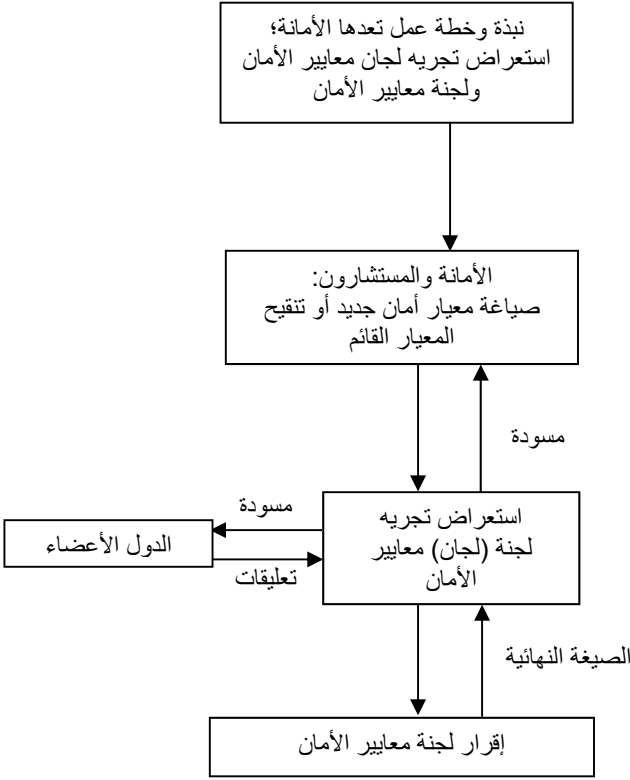 نبذة وخطة عمل تعدها الأمانة؛
استعراض تجريه لجان معايير الأمان
ولجنة معايير الأمان
الأمانة والمستشارون:
صياغة معيار أمان جديد أو تنقيح
المعيار القائم
مسودة
استعراض تجريه
لجنة (لجان) معايير
الأمان
مسودة
الدول الأعضاء
تعليقات
الصيغة النهائية
إقرار لجنة معايير الأمان